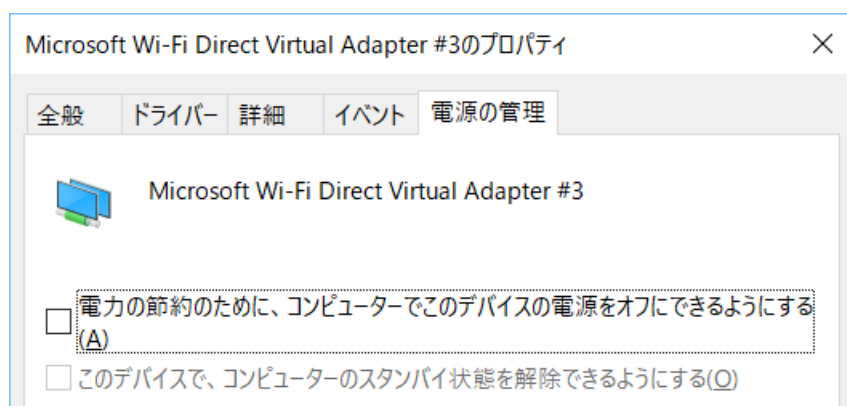 Microsoft Wi-Fi Direct Virtual Adapter #3のプロパティ
全般 ドライバー 詳細 イベント 電源の管理
Microsoft Wi-Fi Direct Virtual Adapter #3
電力の節約のために、コンピューターでこのデバイスの電源をオフにできるようにする
(A)
このデバイスで、コンピューターのスタンバイ状態を解除できるようにする(O)